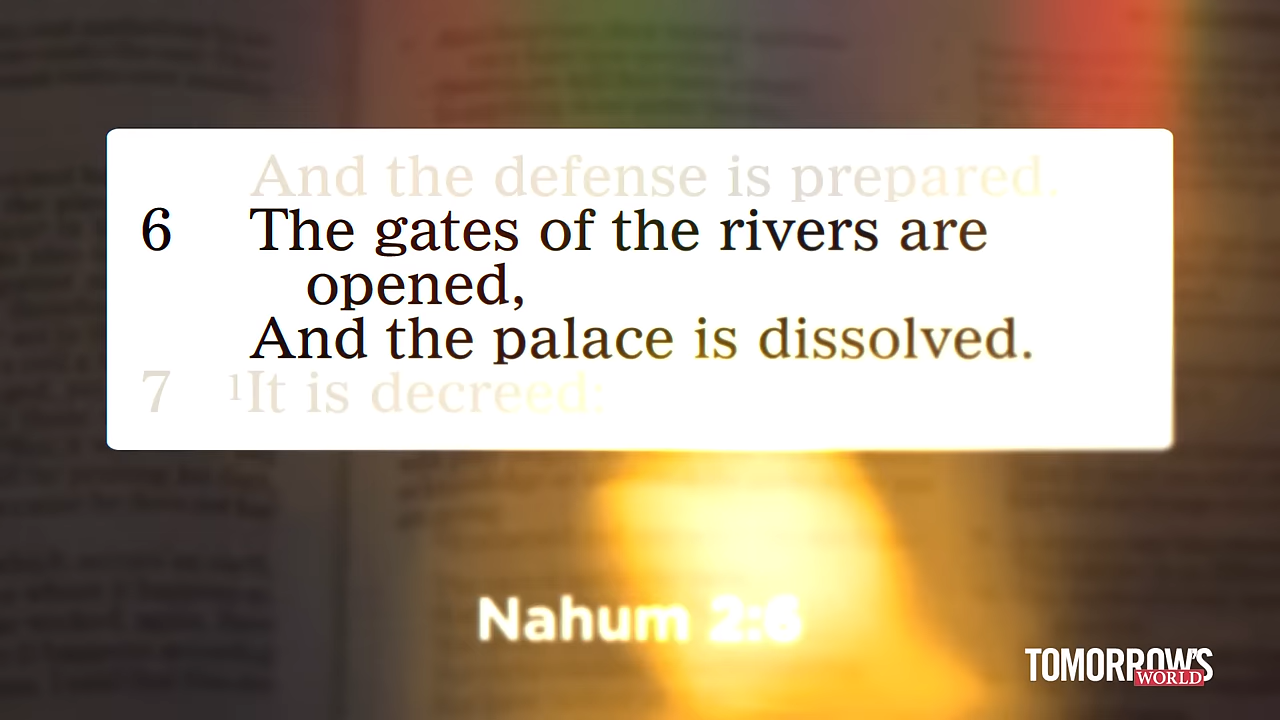 And the defense is prepared.
6 The gates of the rivers are
opened,
And the palace is dissolved.
7 ¹It is decreed:
Nahum 2:6
TOMORROW'S
WORLD